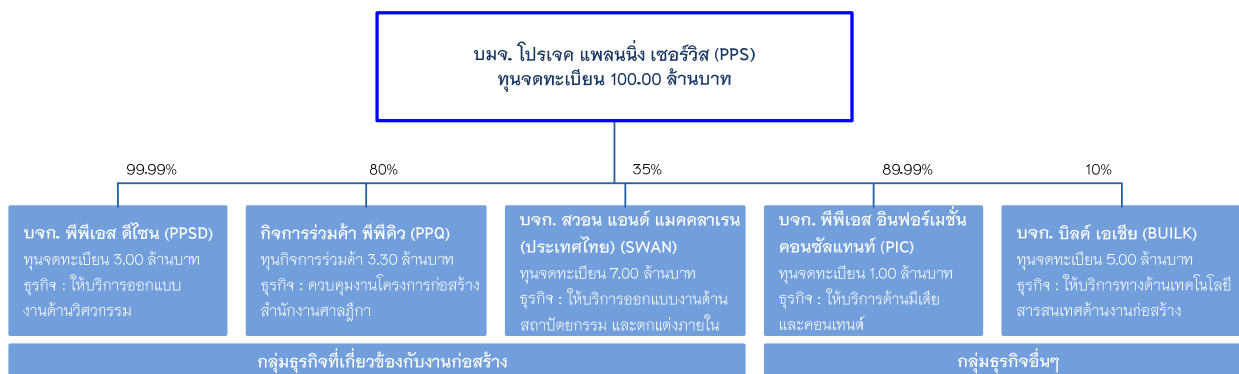 บมจ. โปรเจค แพลนนิ่ง เซอร์วิส (PPS)
ทุนจดทะเบียน 100.00 ล้านบาท
99.99%
80%
35%
89.99%
10%
บจก. พีพีเอส ดีไซน (PPSD)
ทุนจดทะเบียน 3.00 ล้านบาท
ธุรกิจ : ให้บริการออกแบบ
งานด้านวิศวกรรม
กิจการร่วมค้า พีพีคิว (PPQ)
ทุนกิจการร่วมค้า 3.30 ล้านบาท
ธุรกิจ : ควบคุมงานโครงการก่อสร้าง
สำนักงานศาลฎีกา
บจก. สวอน แอนด์ แมคคลาเรน
(ประเทศไทย) (SWAN)
ทุนจดทะเบียน 7.00 ล้านบาท
ธุรกิจ : ให้บริการออกแบบงานด้าน
สถาปัตยกรรม และตกแต่งภายใน
บจก. พีพีเอส อินฟอร์เมชั่น
คอนซัลแทนท์ (PIC)
ทุนจดทะเบียน 1.00 ล้านบาท
ธุรกิจ : ให้บริการด้านมีเดีย
และคอนเทนต์
บจก. บิลค์ เอเชีย (BUILK)
ทุนจดทะเบียน 5.00 ล้านบาท
ธุรกิจ : ให้บริการทางด้านเทคโนโลยี
สารสนเทศด้านงานก่อสร้าง
กลุ่มธุรกิจที่เกี่ยวข้องกับงานก่อสร้าง
กลุ่มธุรกิจอื่นๆ